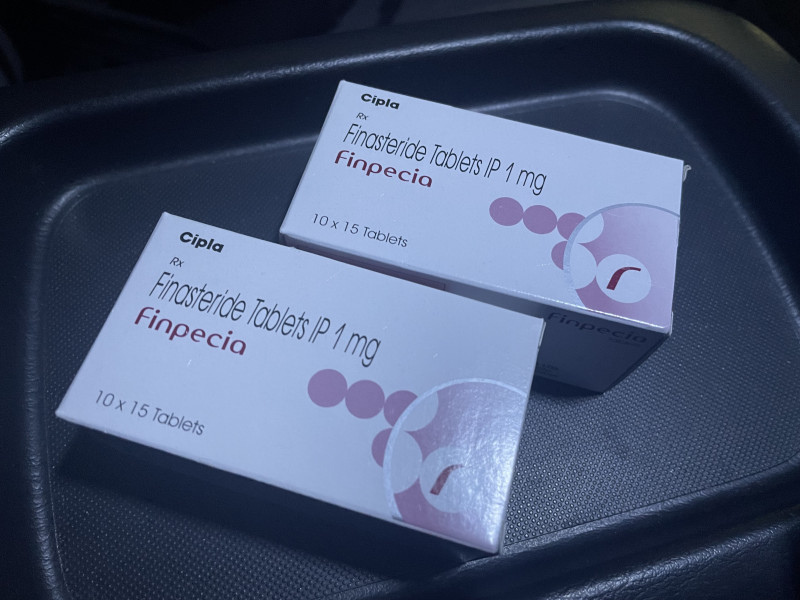 Cipla
Rx
Finasteride Tablets IP 1 mg
Finpecia
10 x 15 Tablets
Finpecia
Cipla
Rx
Finasteride Tablets IP 1 mg
Finpecia
10 x 15 Tablets